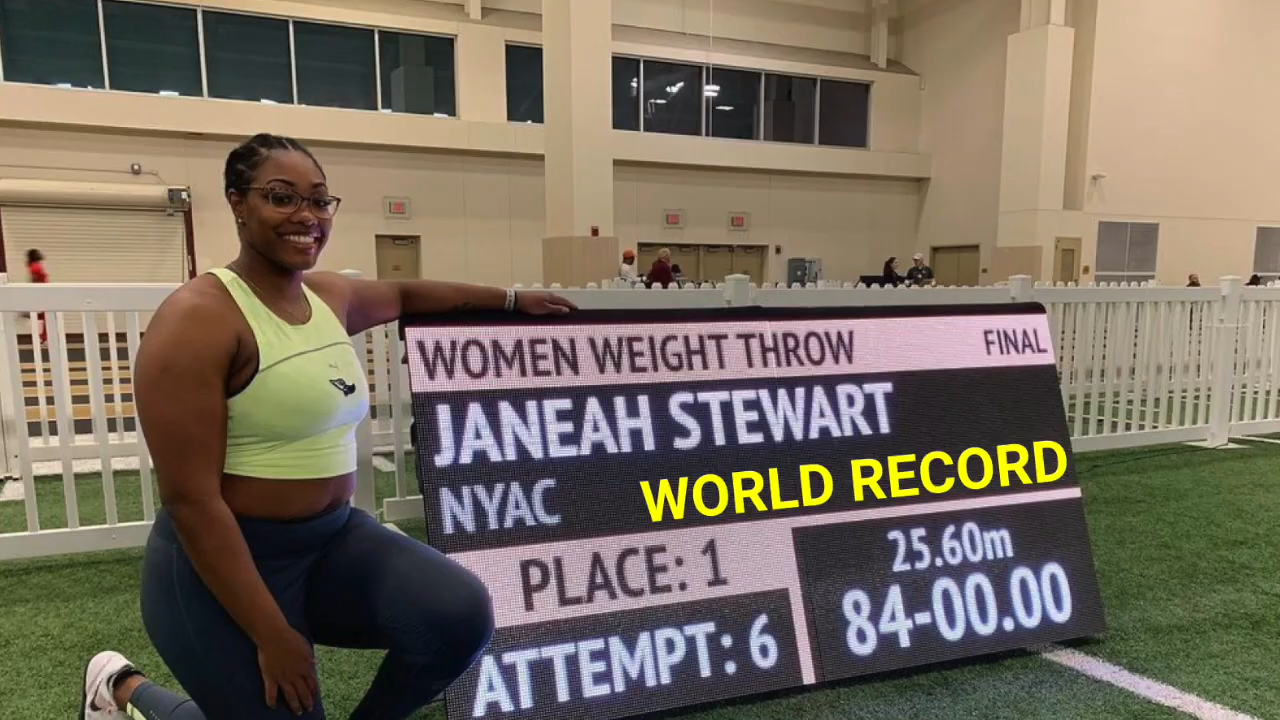 WOMEN WEIGHT THROW FINAL
JANEAH STEWART
NYAC
WORLD RECORD
PLACE: 1
25.60m
84-00.00
ATTEMPT: 6